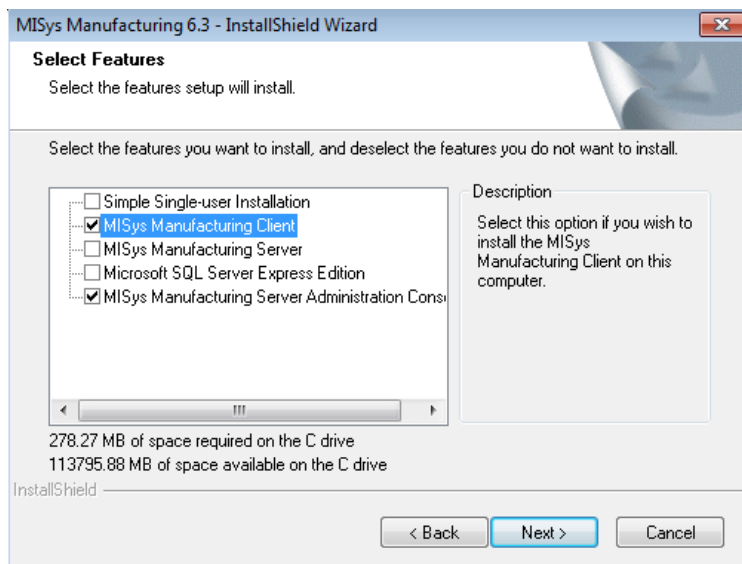 MISys Manufacturing 6.3 - InstallShield Wizard
Select Features
Select the features setup will install.
Select the features you want to install, and deselect the features you do not want to install.
Simple Single-user Installation
MISys Manufacturing Client
MISys Manufacturing Server
Microsoft SQL Server Express Edition
MISys Manufacturing Server Administration Conso
Description
Select this option if you wish to
install the MISys
Manufacturing Client on this
computer.
278.27 MB of space required on the C drive
113795.88 MB of space available on the C drive
InstallShield
< Back
Next >
Cancel